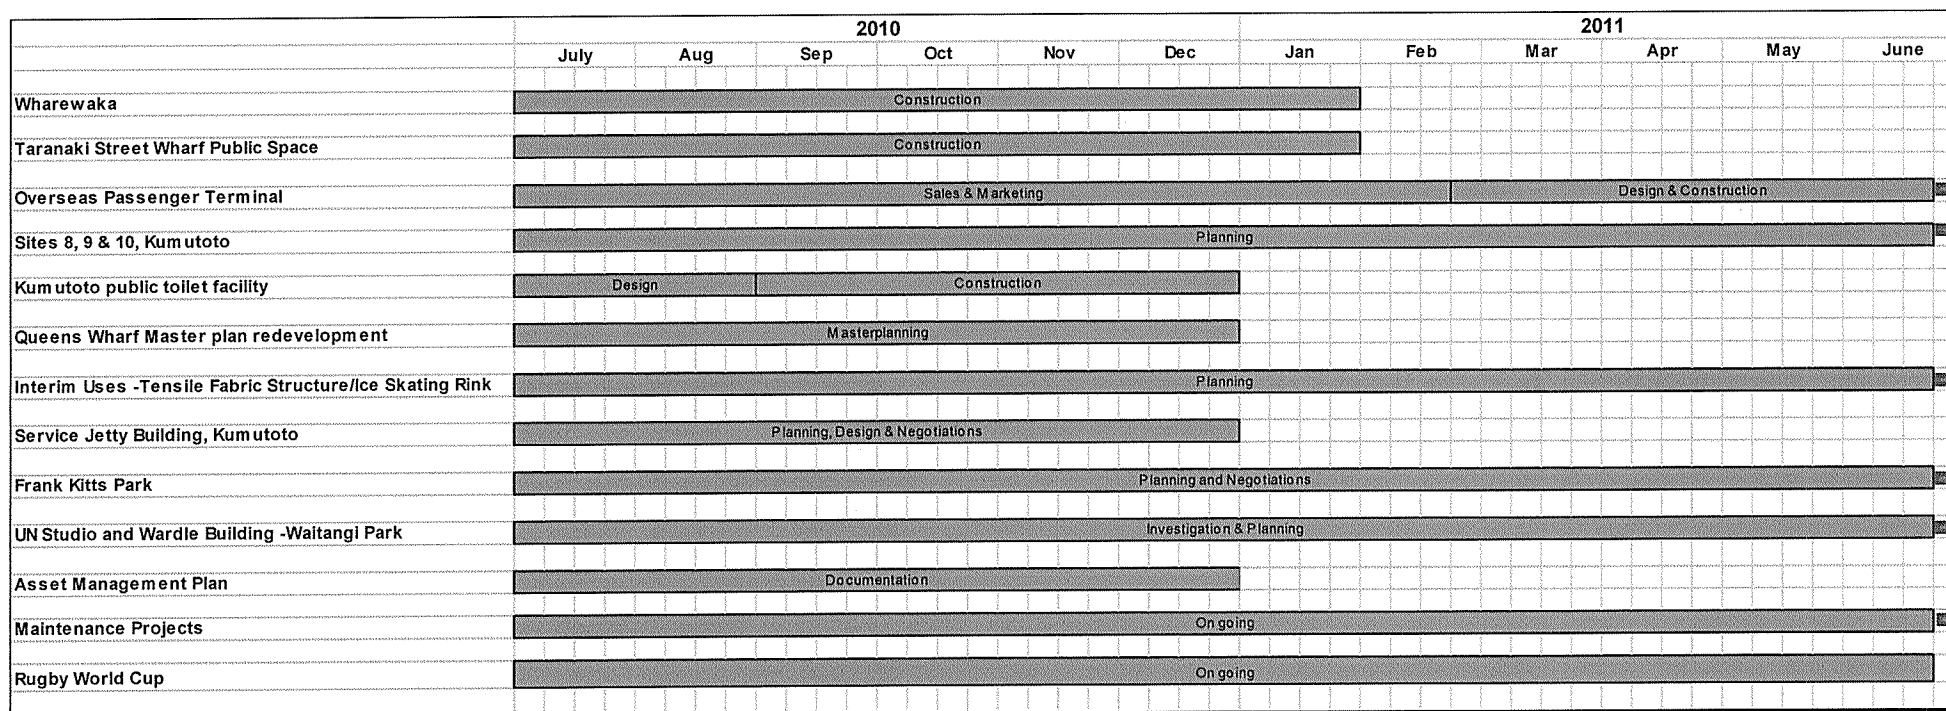 2010 2011
July Aug Sep Oct Nov Dec Jan Feb Mar Apr May June
Wharewaka Construction
Taranaki Street Wharf Public Space Construction
Overseas Passenger Terminal Sales & Marketing Design & Construction
Sites 8, 9 & 10, Kumutoto Planning
Kumutoto public toilet facility Design Construction
Queens Wharf Master plan redevelopment Masterplanning
Interim Uses -Tensile Fabric Structure/Ice Skating Rink Planning
Service Jetty Building, Kumutoto Planning, Design & Negotiations
Frank Kitts Park Planning and Negotiations
UN Studio and Wardle Building -Waitangi Park Investigation & Planning
Asset Management Plan Documentation
Maintenance Projects On going
Rugby World Cup On going